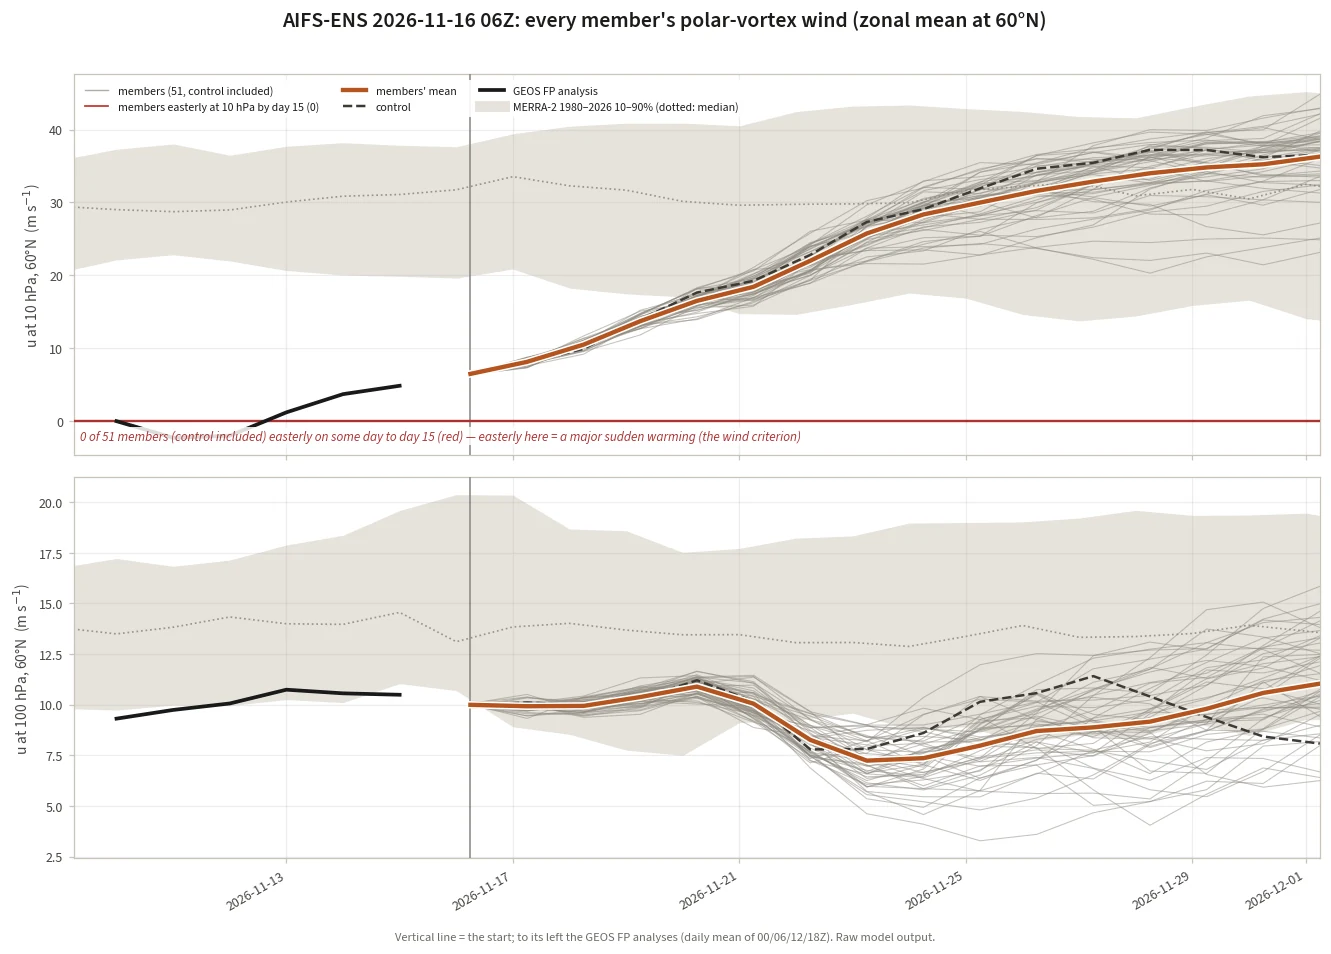 AIFS-ENS 2026-11-16 06Z: every member's polar-vortex wind (zonal mean at 60°N)
members (51, control included)
members easterly at 10 hPa by day 15 (0)
members' mean
control
GEOS FP analysis
MERRA-2 1980–2026 10–90% (dotted: median)
u at 10 hPa, 60°N (m s⁻¹)
40
30
20
10
0
0 of 51 members (control included) easterly on some day to day 15 (red) — easterly here = a major sudden warming (the wind criterion)
u at 100 hPa, 60°N (m s⁻¹)
20.0
17.5
15.0
12.5
10.0
7.5
5.0
2.5
2026-11-13
2026-11-17
2026-11-21
2026-11-25
2026-11-29
2026-12-01
Vertical line = the start; to its left the GEOS FP analyses (daily mean of 00/06/12/18Z). Raw model output.